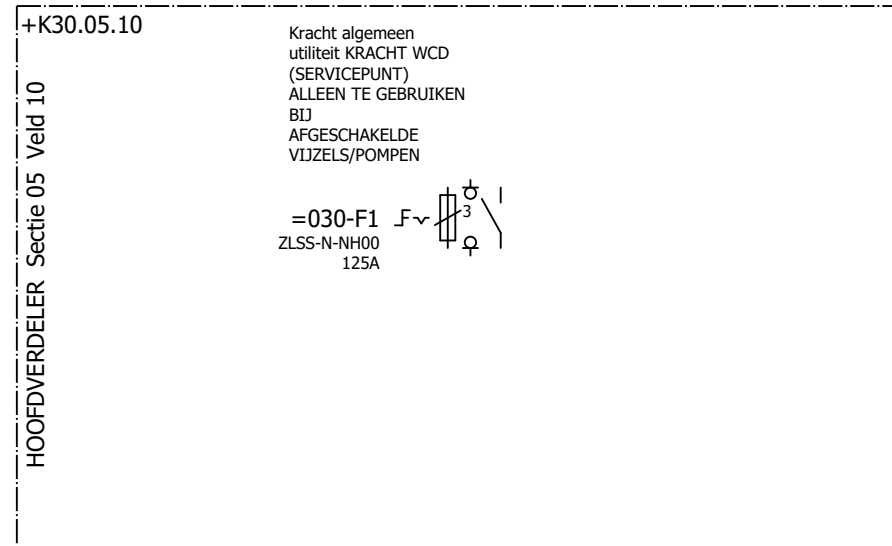 +K30.05.10
HOOFDVERDELER Sectie 05 Veld 10
Kracht algemeen
utiliteit KRACHT WCD
(SERVICEPUNT)
ALLEEN TE GEBRUIKEN
BIJ
AFGESCHAKELDE
VIJZELS/POMPEN
=030-F1
3
ZLSS-N-NH00
125A